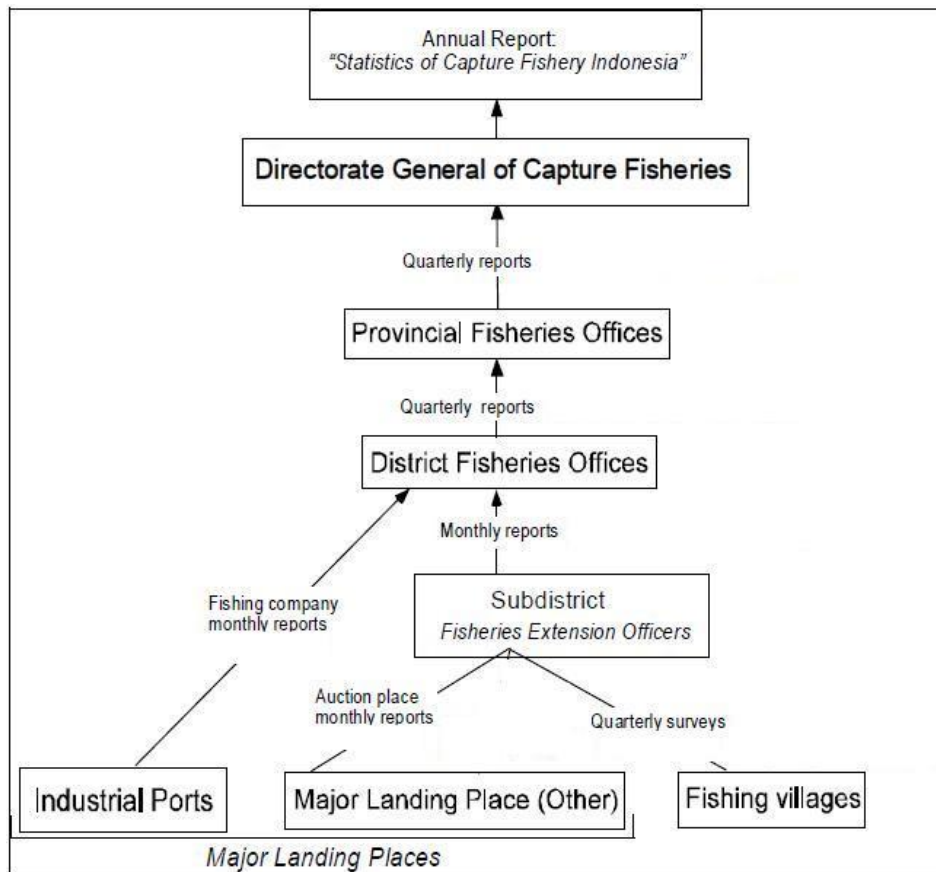 Annual Report:
“Statistics of Capture Fishery Indonesia”
Directorate General of Capture Fisheries
Quarterly reports
Provincial Fisheries Offices
Quarterly reports
District Fisheries Offices
Monthly reports
Fishing company
monthly reports
Subdistrict
Fisheries Extension Officers
Auction place
monthly reports
Quarterly surveys
Industrial Ports
Major Landing Place (Other)
Fishing villages
Major Landing Places